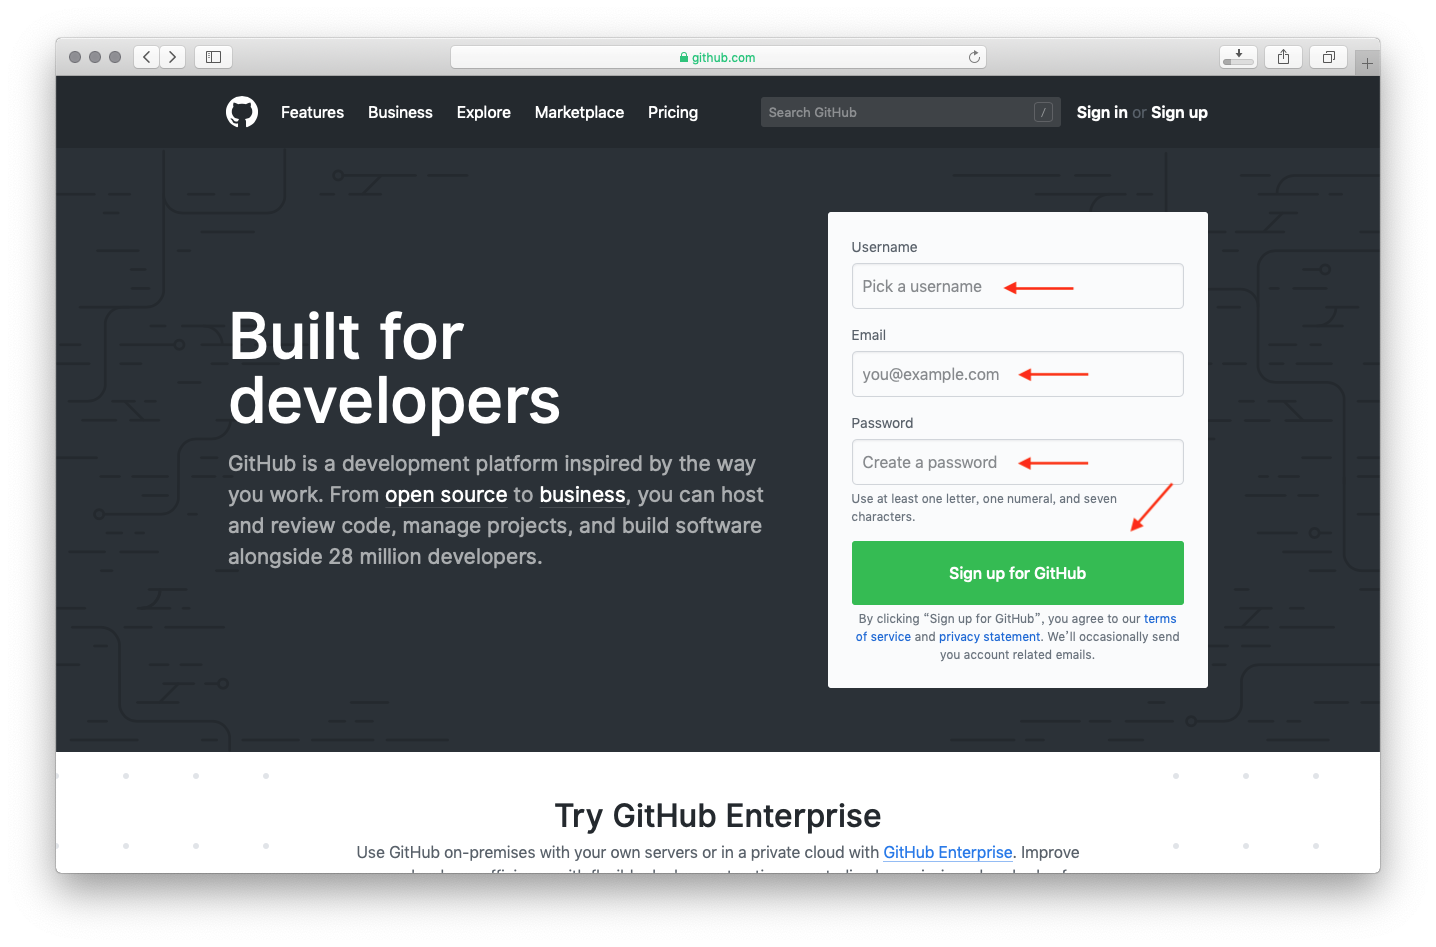 github.com
Features Business Explore Marketplace Pricing
Search GitHub /
Sign in or Sign up
Built for
developers
GitHub is a development platform inspired by the way
you work. From open source to business, you can host
and review code, manage projects, and build software
alongside 28 million developers.
Username
Pick a username
Email
you@example.com
Password
Create a password
Use at least one letter, one numeral, and seven
characters.
Sign up for GitHub
By clicking “Sign up for GitHub”, you agree to our terms
of service and privacy statement. We’ll occasionally send
you account related emails.
Try GitHub Enterprise
Use GitHub on-premises with your own servers or in a private cloud with GitHub Enterprise. Improve